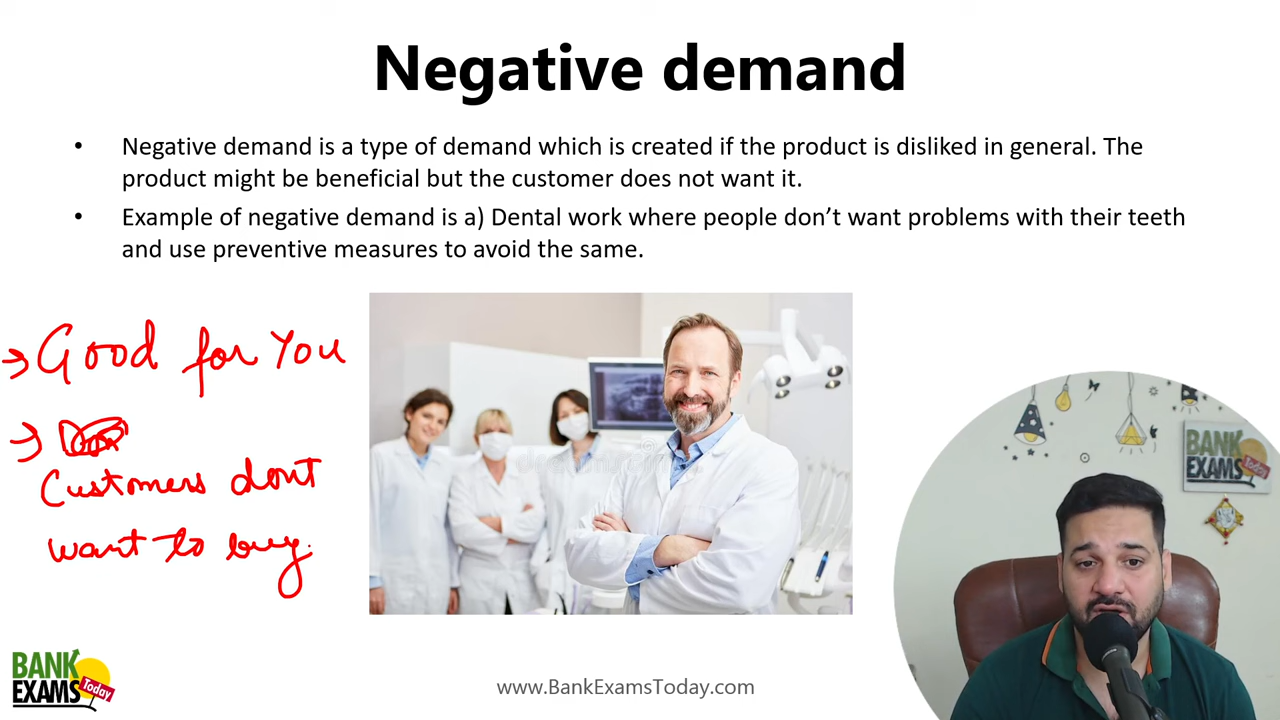 Negative demand
• Negative demand is a type of demand which is created if the product is disliked in general. The
product might be beneficial but the customer does not want it.
• Example of negative demand is a) Dental work where people don’t want problems with their teeth
and use preventive measures to avoid the same.
→ Good for You
→
Customers dont
want to buy.
BANK
EXAMS
BANK
EXAMS
Today
www.BankExamsToday.com